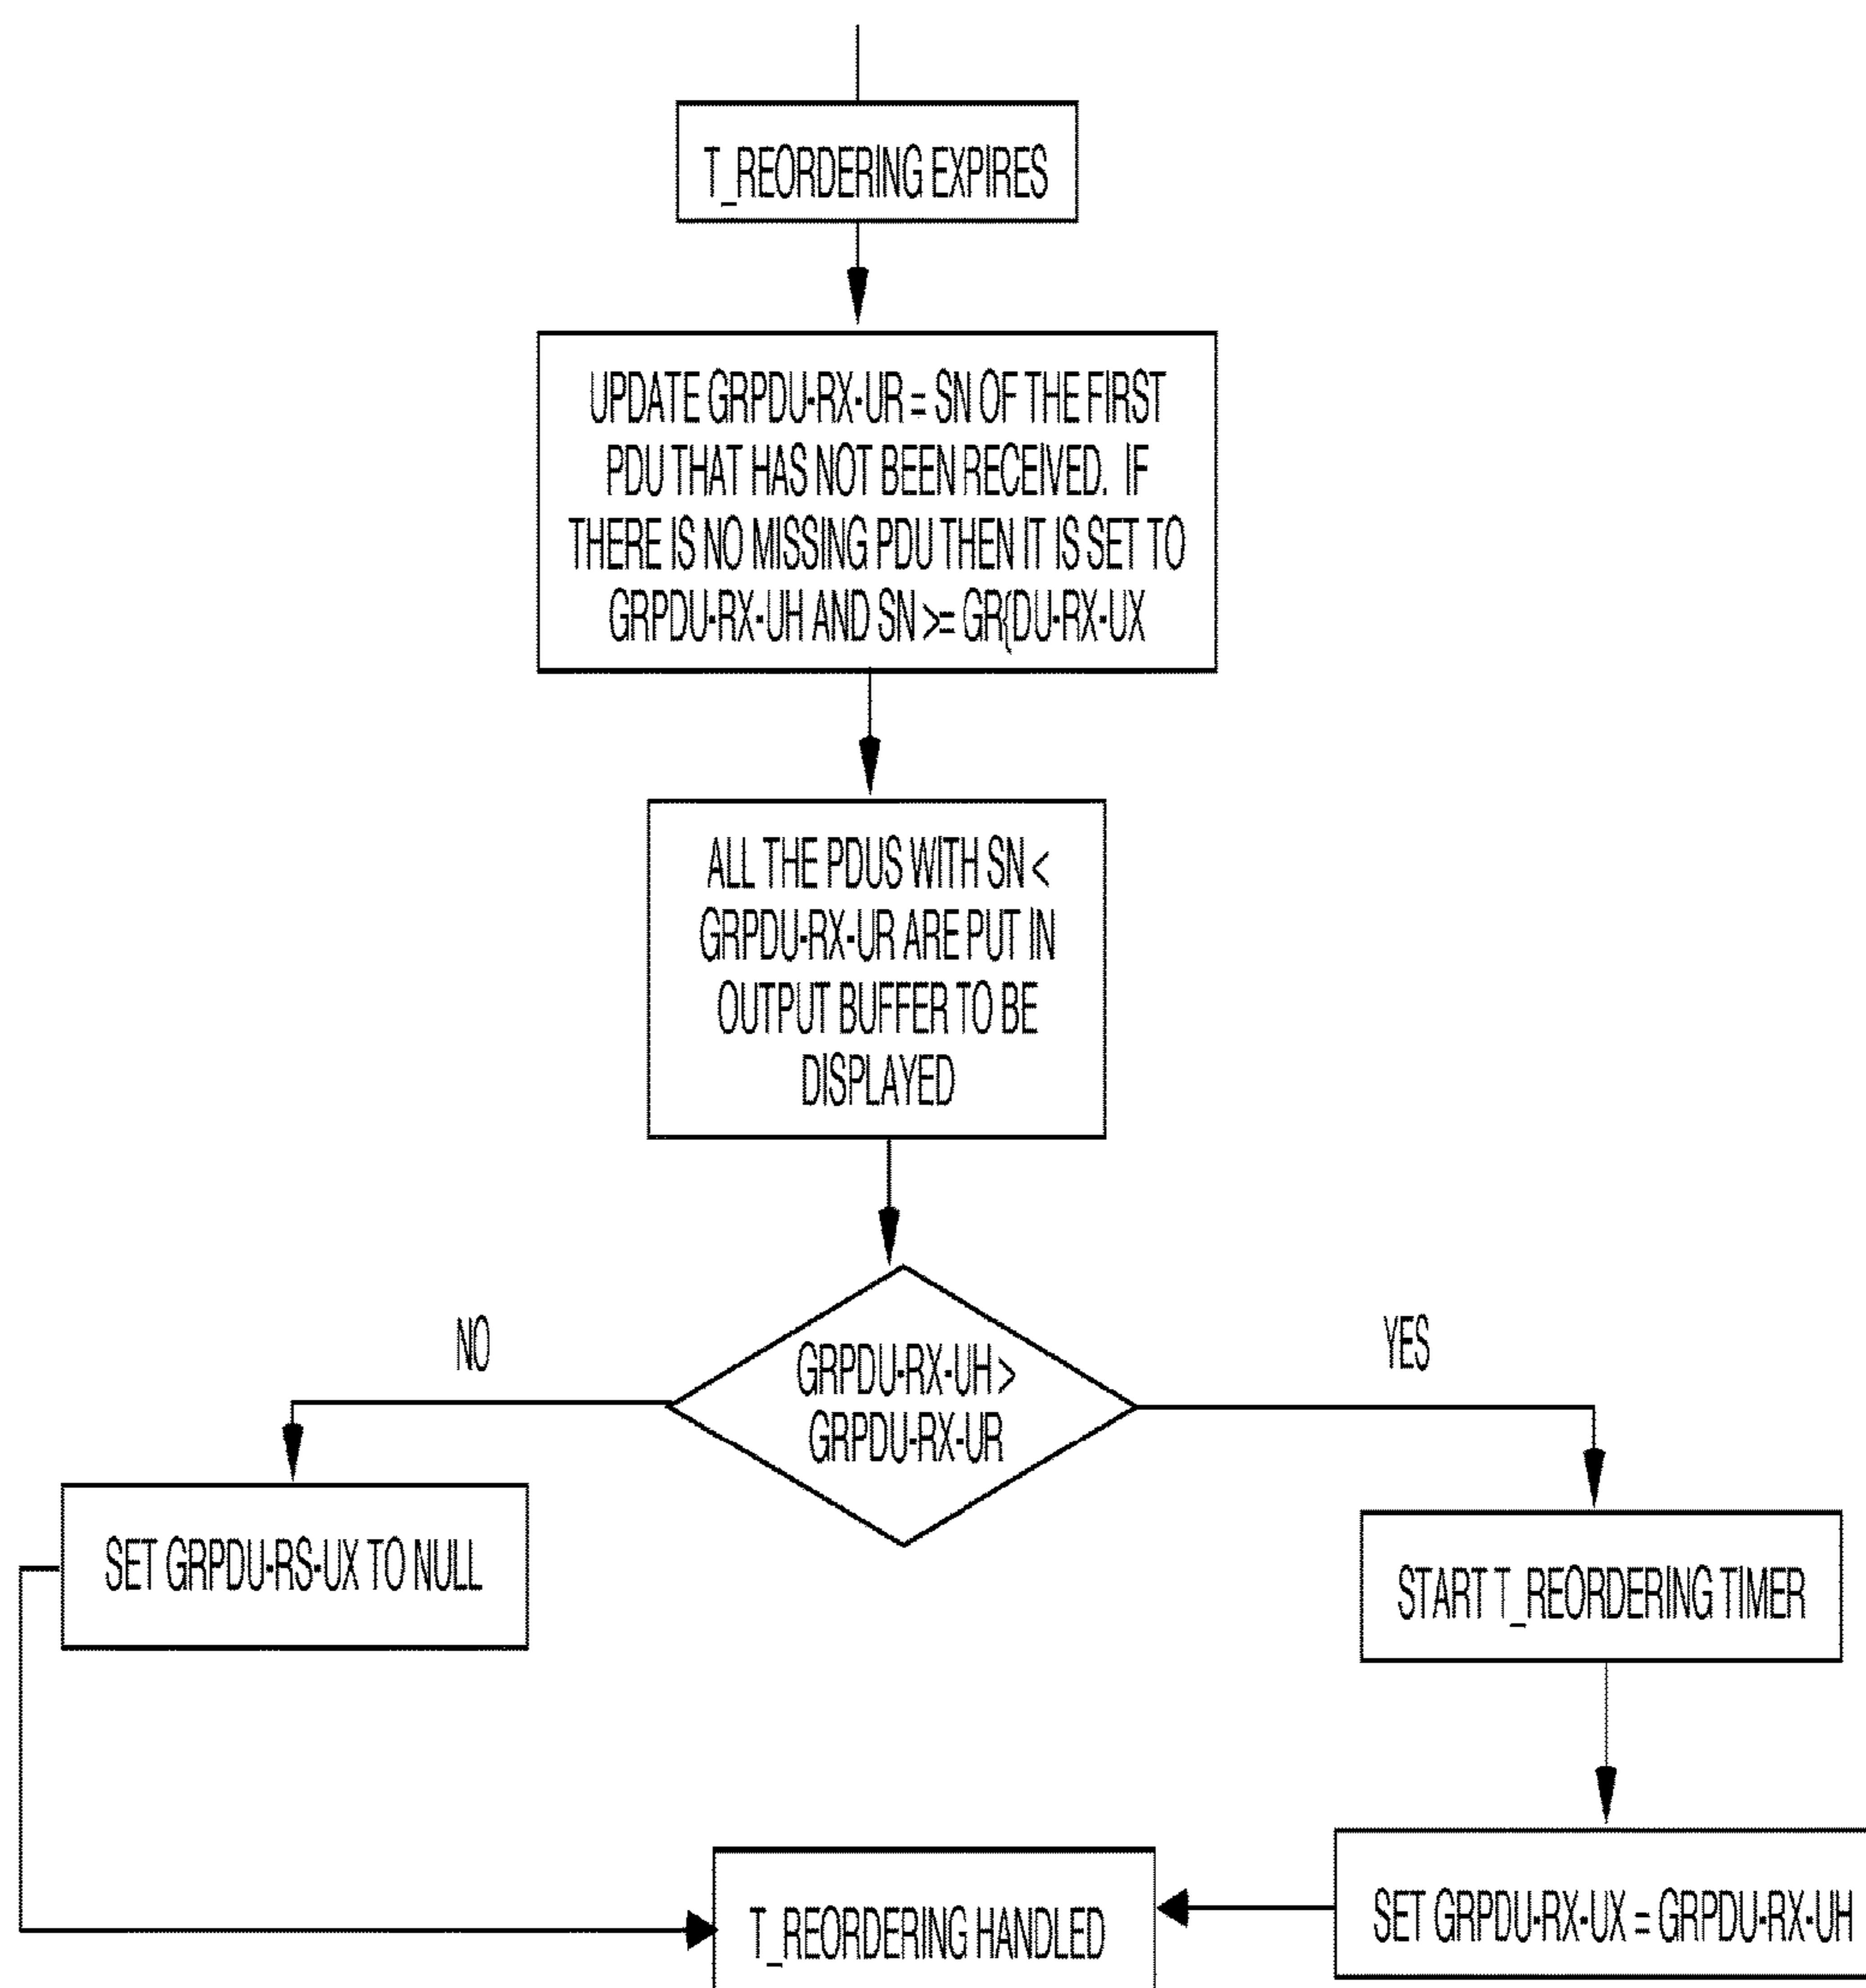 T_REORDERING EXPIRES
UPDATE GRPDU-RX-UR = SN OF THE FIRST
PDU THAT HAS NOT BEEN RECEIVED. IF
THERE IS NO MISSING PDU THEN IT IS SET TO
GRPDU-RX-UH AND SN >= GR{DU-RX-UX
ALL THE PDUS WITH SN <
GRPDU-RX-UR ARE PUT IN
OUTPUT BUFFER TO BE
DISPLAYED
NO
GRPDU-RX-UH >
GRPDU-RX-UR
YES
SET GRPDU-RS-UX TO NULL
START T_REORDERING TIMER
T_REORDERING HANDLED
SET GRPDU-RX-UX = GRPDU-RX-UH